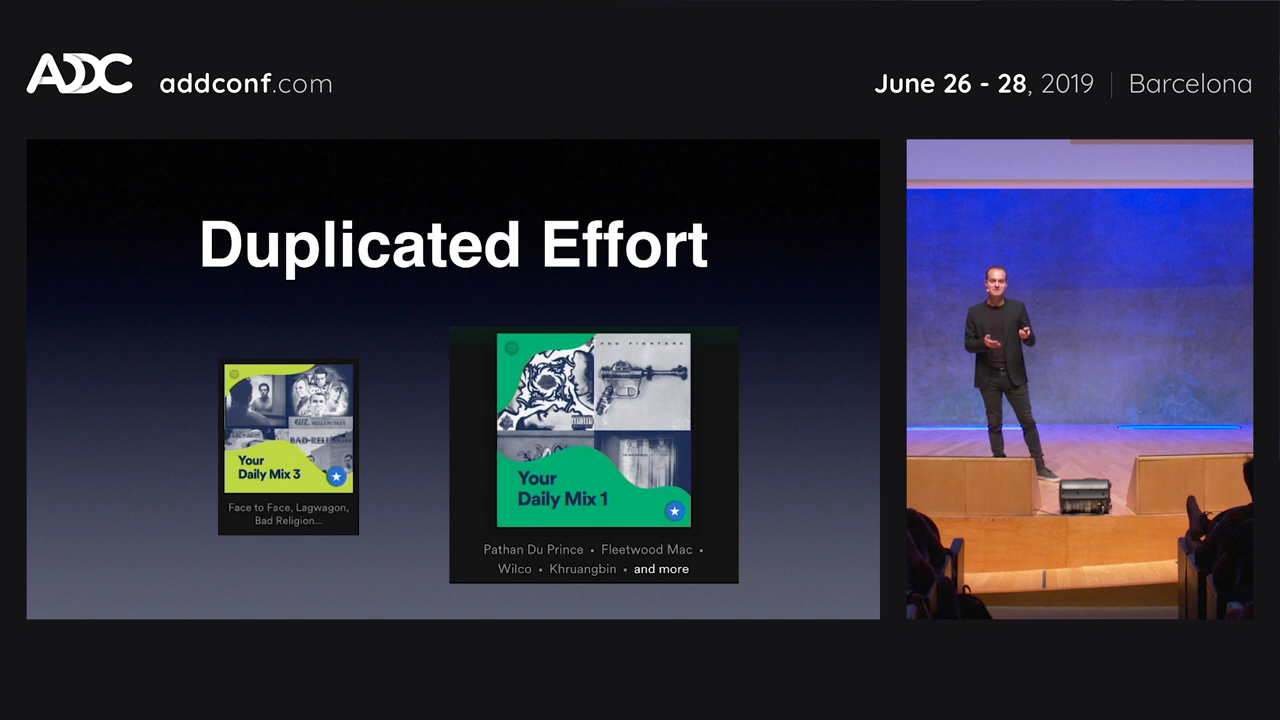 ADDC addconf.com
June 26 - 28, 2019 | Barcelona
Duplicated Effort
BAD RELIGION
Your
Daily Mix 3
Face to Face, Lagwagon,
Bad Religion...
FOO FIGHTERS
Your
Daily Mix 1
Pathan Du Prince • Fleetwood Mac •
Wilco • Khruangbin • and more